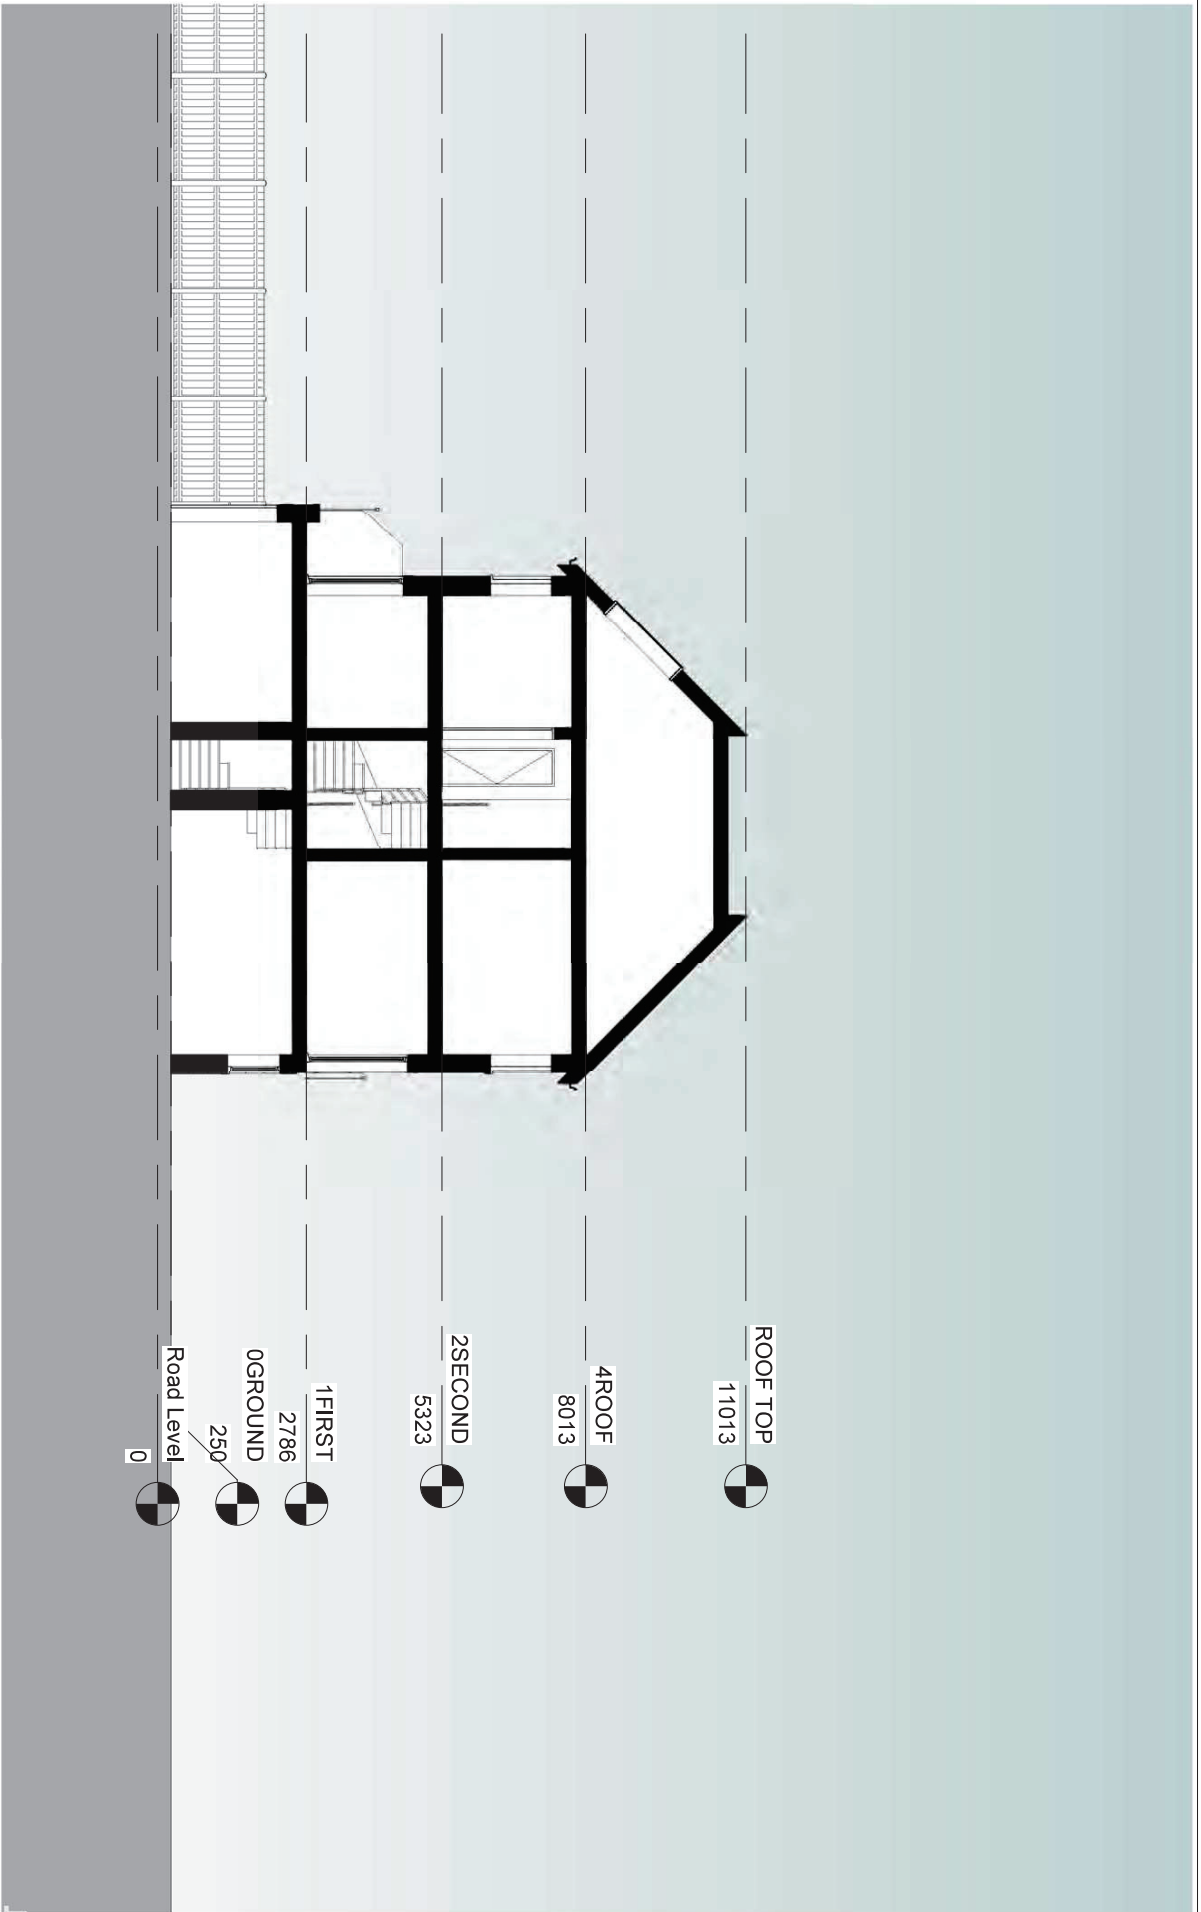 ROOF TOP
11013
4ROOF
8013
2SECOND
5323
1FIRST
2786
0GROUND
250
Road Level
0